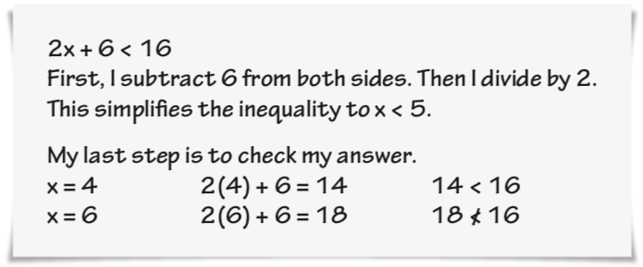 2x + 6 < 16
First, I subtract 6 from both sides. Then I divide by 2.
This simplifies the inequality to x < 5.
My last step is to check my answer.
x = 4 2(4) + 6 = 14 14 < 16
x = 6 2(6) + 6 = 18 18 ≮ 16